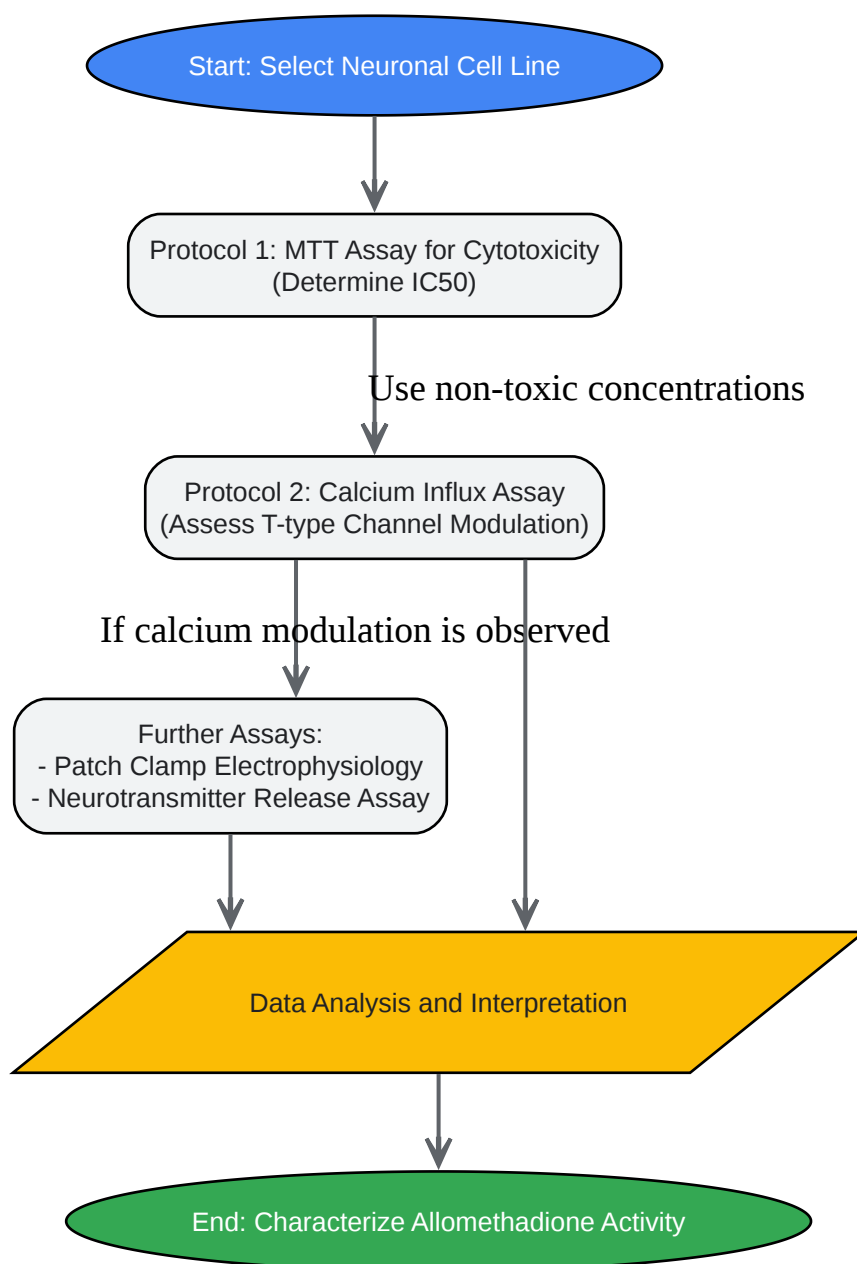 Start: Select Neuronal Cell Line
Protocol 1: MTT Assay for Cytotoxicity
(Determine IC50)
Use non-toxic concentrations
Protocol 2: Calcium Influx Assay
(Assess T-type Channel Modulation)
If calcium modulation is observed
Further Assays:
- Patch Clamp Electrophysiology
- Neurotransmitter Release Assay
Data Analysis and Interpretation
End: Characterize Allomethadione Activity